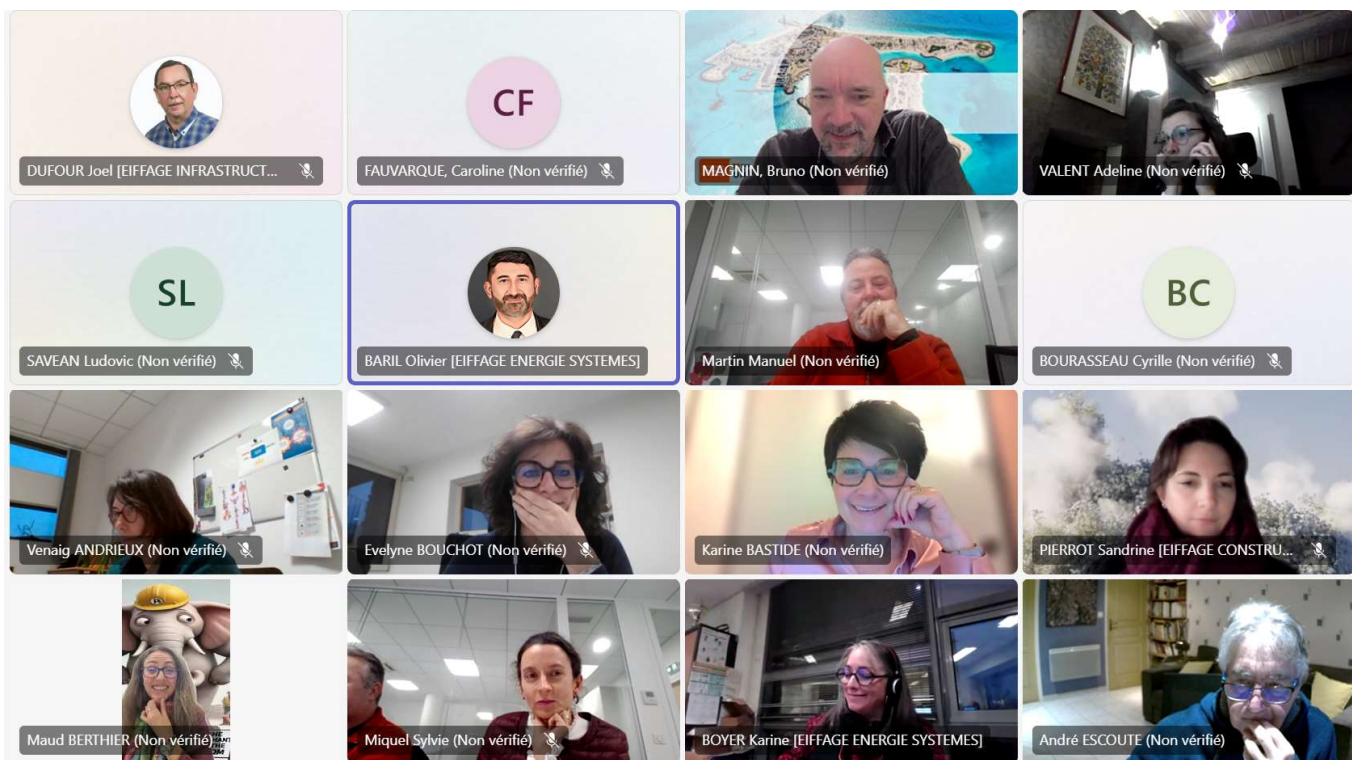 DUFOUR Joel [EIFFAGE INFRASTRUCT...
CF
FAUVARQUE, Caroline (Non vérifié)
MAGNIN, Bruno (Non vérifié)
VALENT Adeline (Non vérifié)
SL
SAVEAN Ludovic (Non vérifié)
BARIL Olivier [EIFFAGE ENERGIE SYSTEMES]
Martin Manuel (Non vérifié)
BC
BOURASSEAU Cyrille (Non vérifié)
Venaig ANDRIEUX (Non vérifié)
Evelyne BOUCHOT (Non vérifié)
Karine BASTIDE (Non vérifié)
PIERROT Sandrine [EIFFAGE CONSTRU...
Maud BERTHIER (Non vérifié)
Miquel Sylvie (Non vérifié)
BOYER Karine [EIFFAGE ENERGIE SYSTEMES]
André ESCOUTE (Non vérifié)